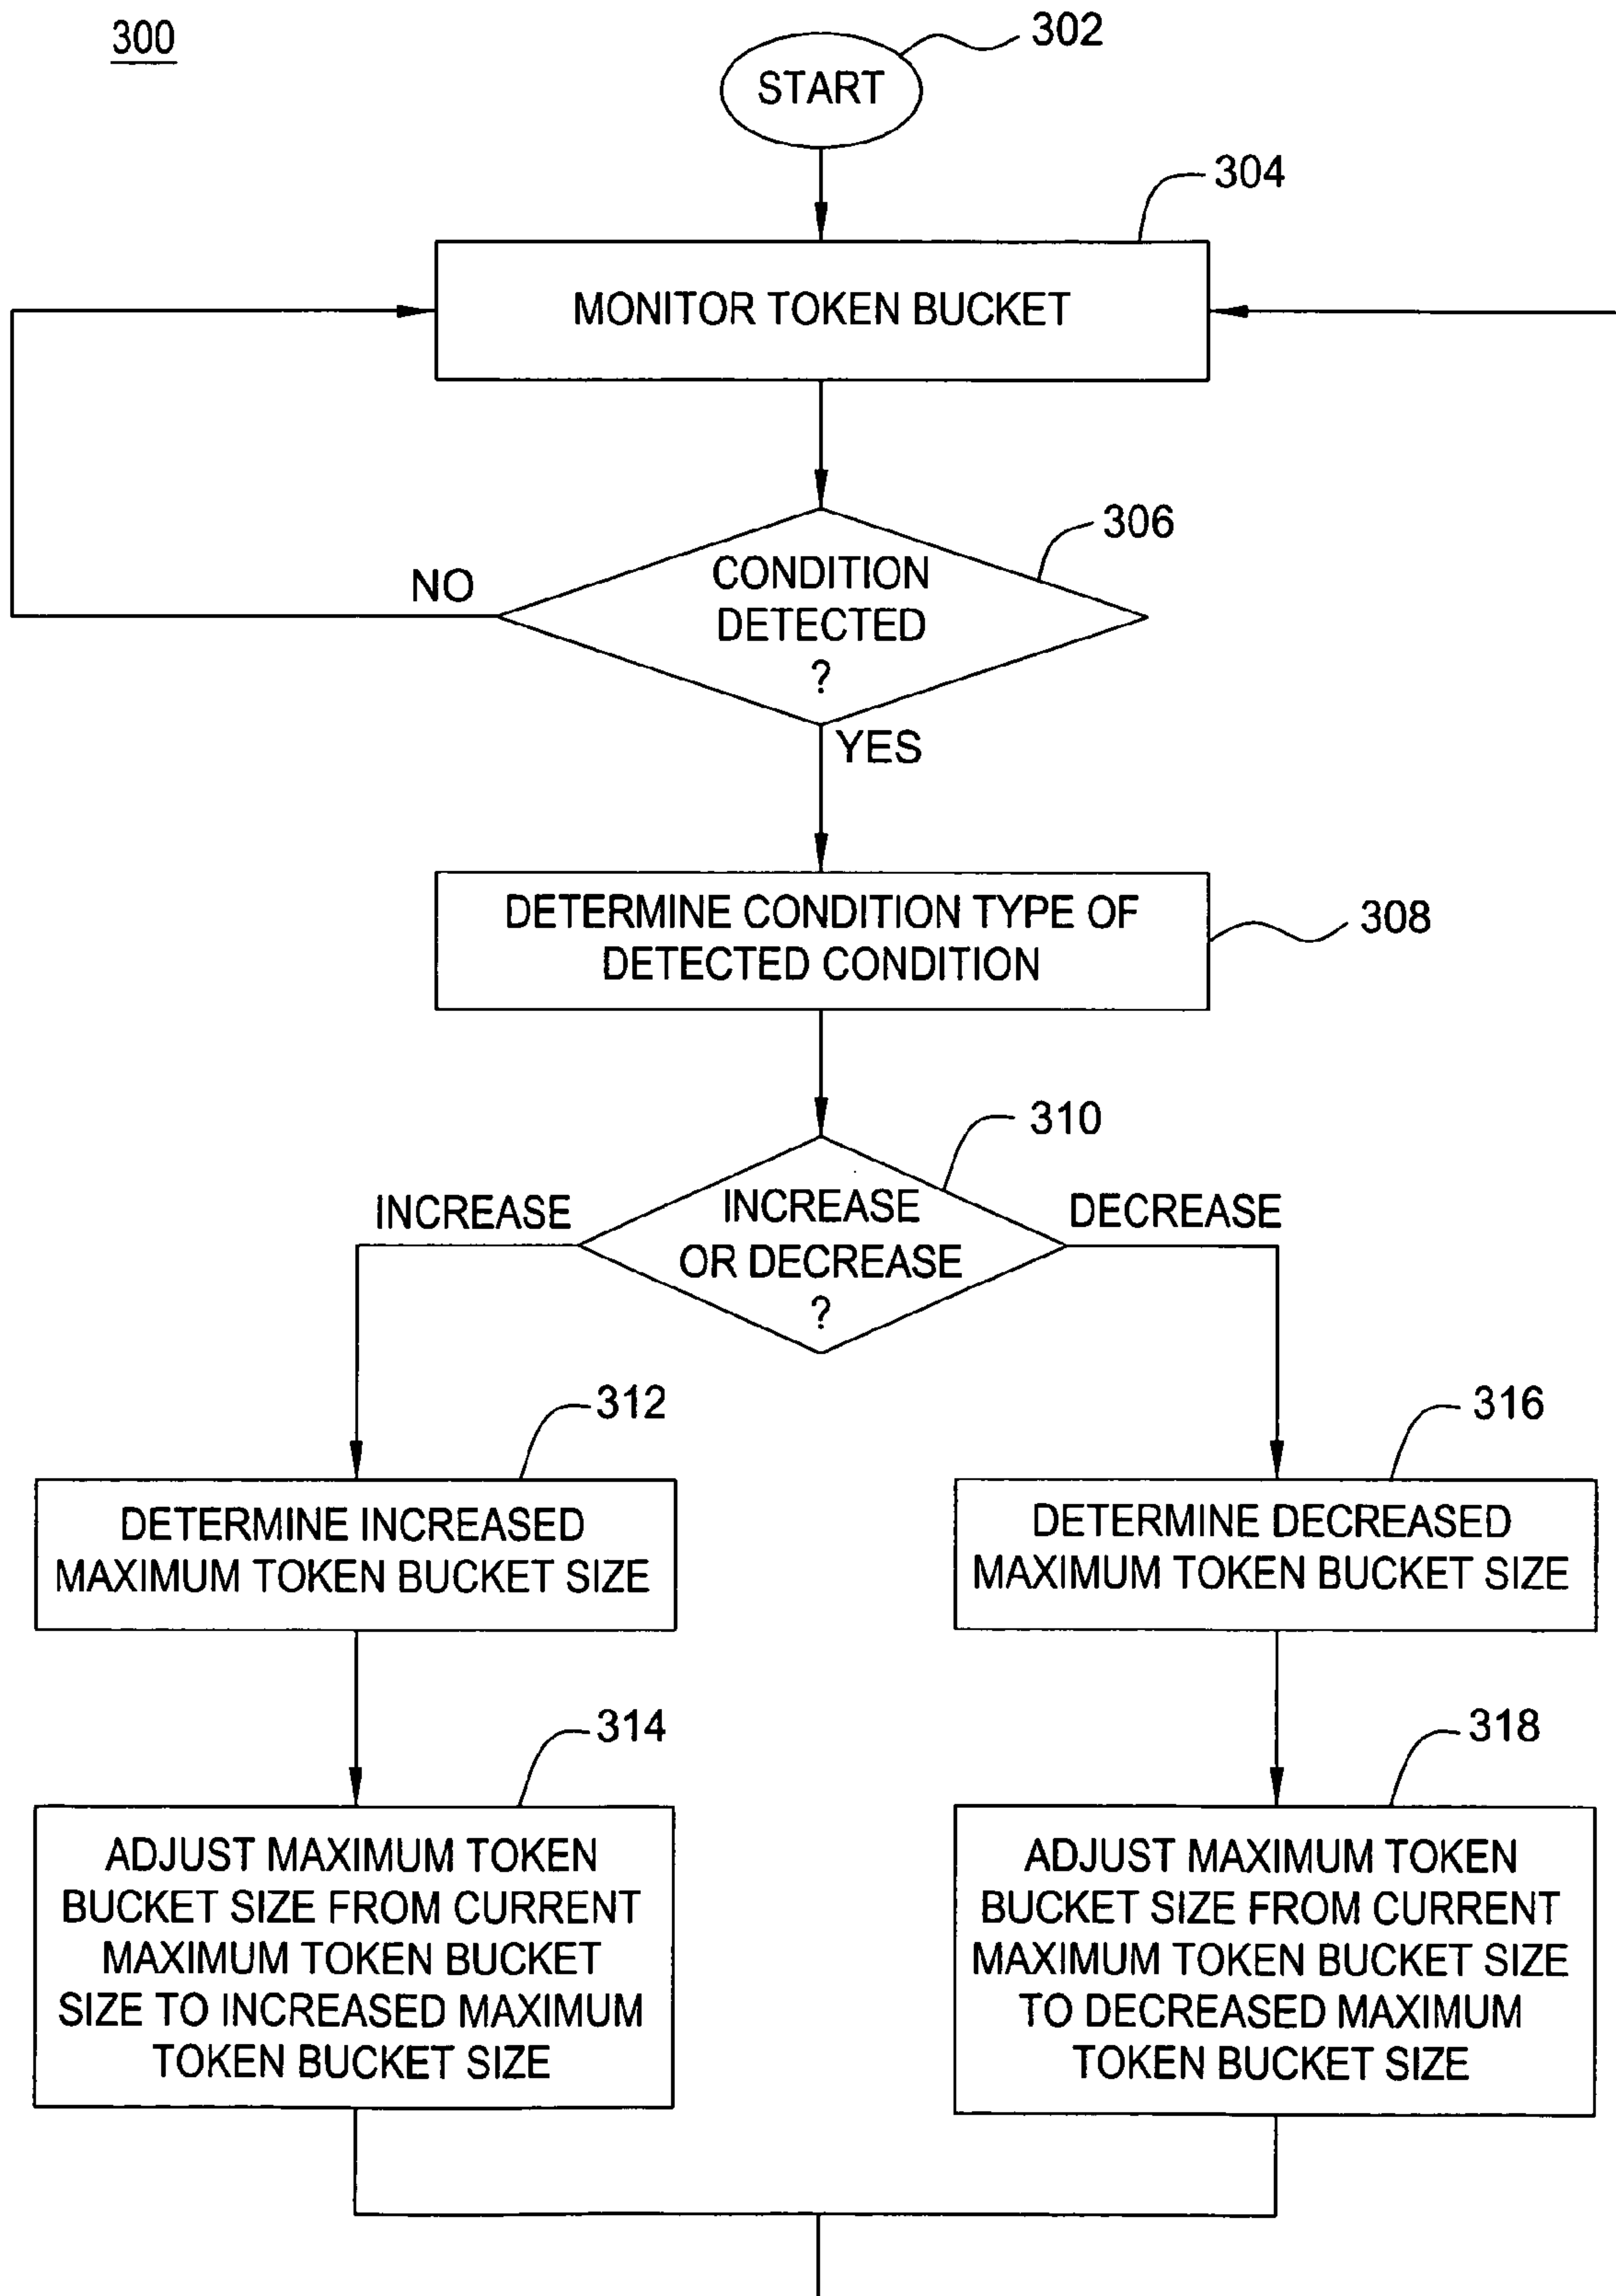 300
302
START
304
MONITOR TOKEN BUCKET
306
CONDITION
DETECTED
?
NO
YES
DETERMINE CONDITION TYPE OF
DETECTED CONDITION
308
310
INCREASE
INCREASE
OR DECREASE
?
DECREASE
312
DETERMINE INCREASED
MAXIMUM TOKEN BUCKET SIZE
316
DETERMINE DECREASED
MAXIMUM TOKEN BUCKET SIZE
314
ADJUST MAXIMUM TOKEN
BUCKET SIZE FROM CURRENT
MAXIMUM TOKEN BUCKET
SIZE TO INCREASED MAXIMUM
TOKEN BUCKET SIZE
318
ADJUST MAXIMUM TOKEN
BUCKET SIZE FROM CURRENT
MAXIMUM TOKEN BUCKET SIZE
TO DECREASED MAXIMUM
TOKEN BUCKET SIZE